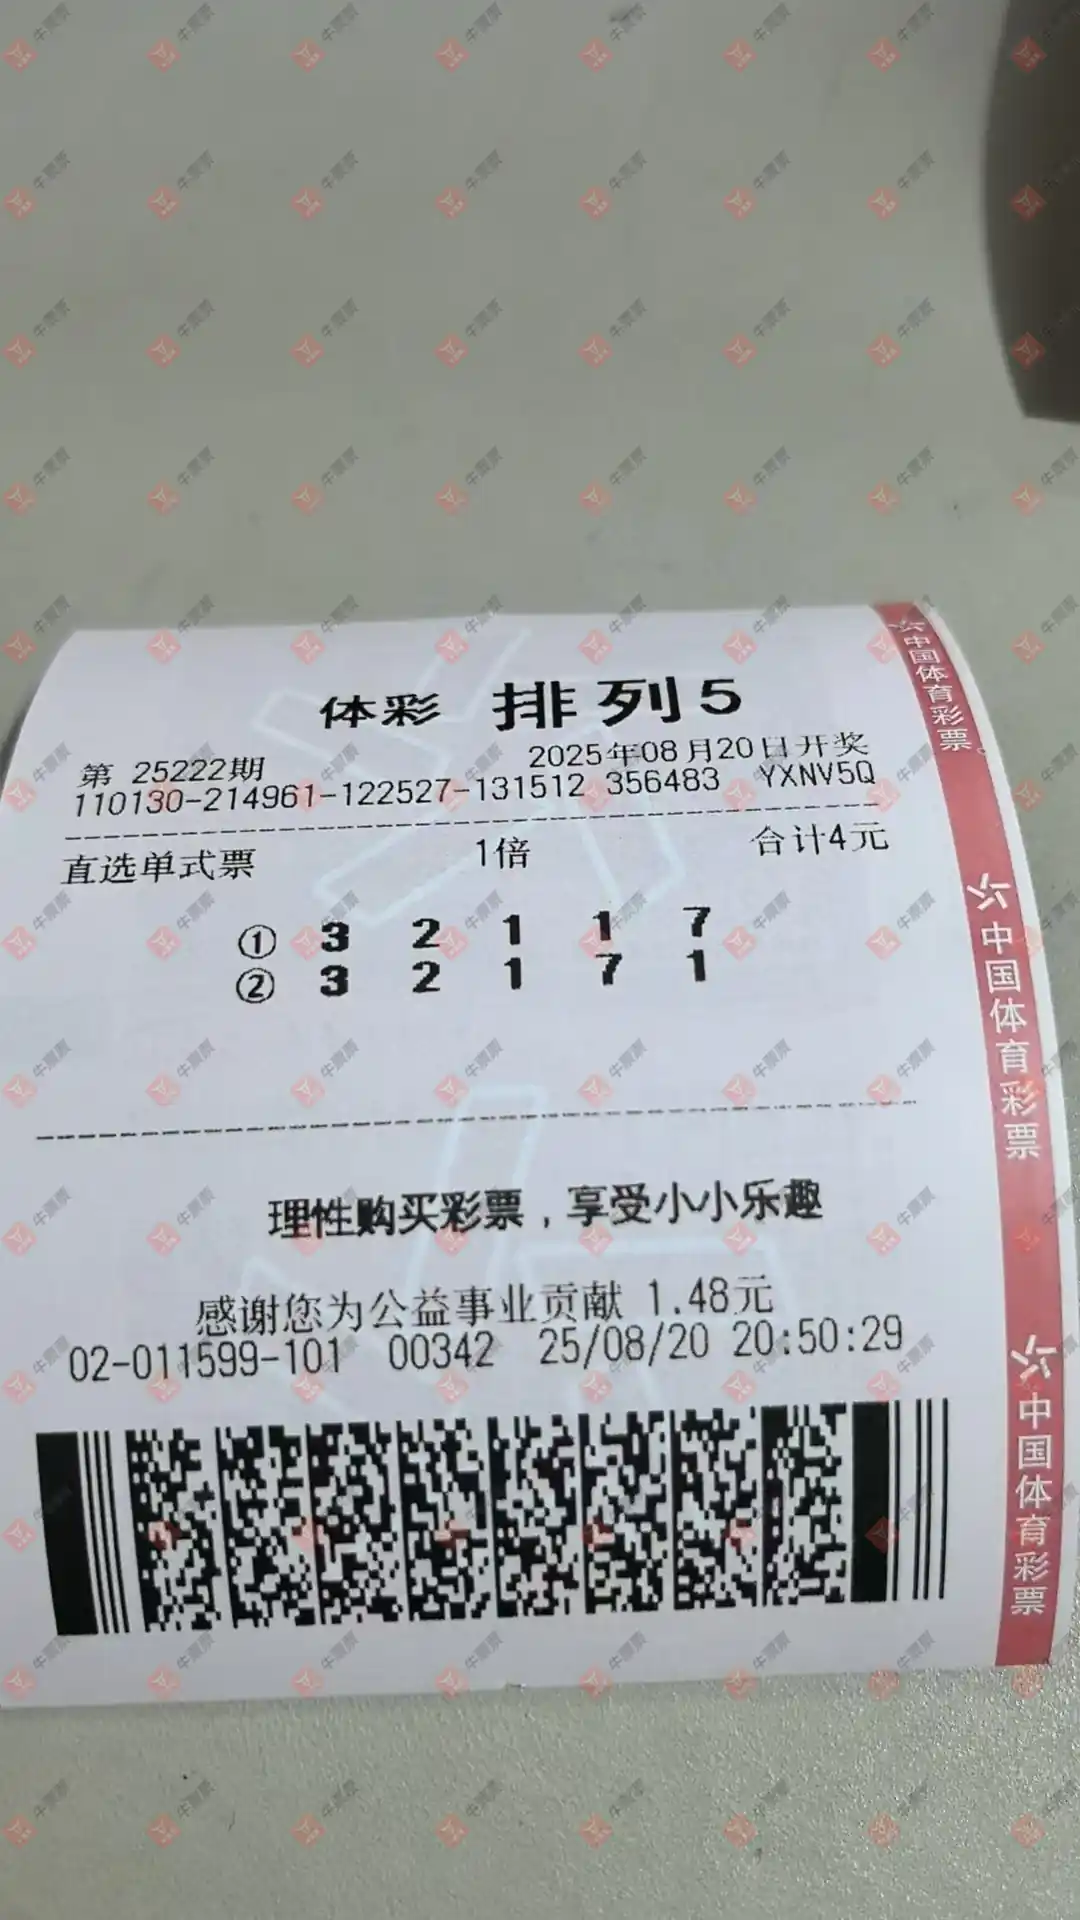 体彩 排列5
第 25222期 2025年08月20日开奖
110130-214961-122527-131512 356483 YXNV5Q
直选单式票 1倍 合计4元
① 3 2 1 1 7
② 3 2 1 7 1
理性购买彩票，享受小小乐趣
感谢您为公益事业贡献 1.48元
02-011599-101 00342 25/08/20 20:50:29
中国体育彩票
中国体育彩票
中国体育彩票
牛票票